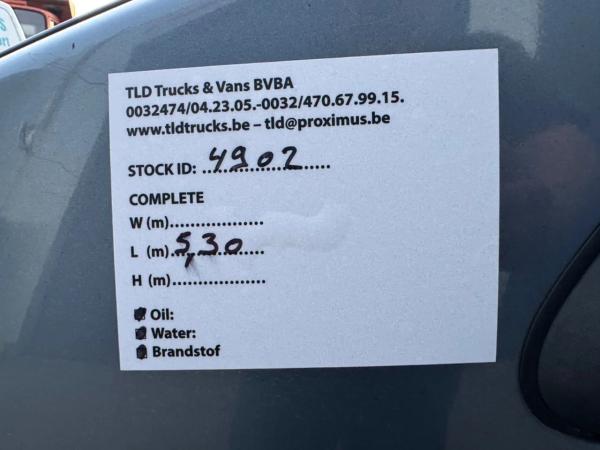 TLD Trucks & Vans BVBA
0032474/04.23.05.-0032/470.67.99.15.
www.tldtrucks.be – tld@proximus.be
STOCK ID: 4902
COMPLETE
W (m)..................
L (m) 5,30
H (m)..................
Oil:
Water:
Brandstof